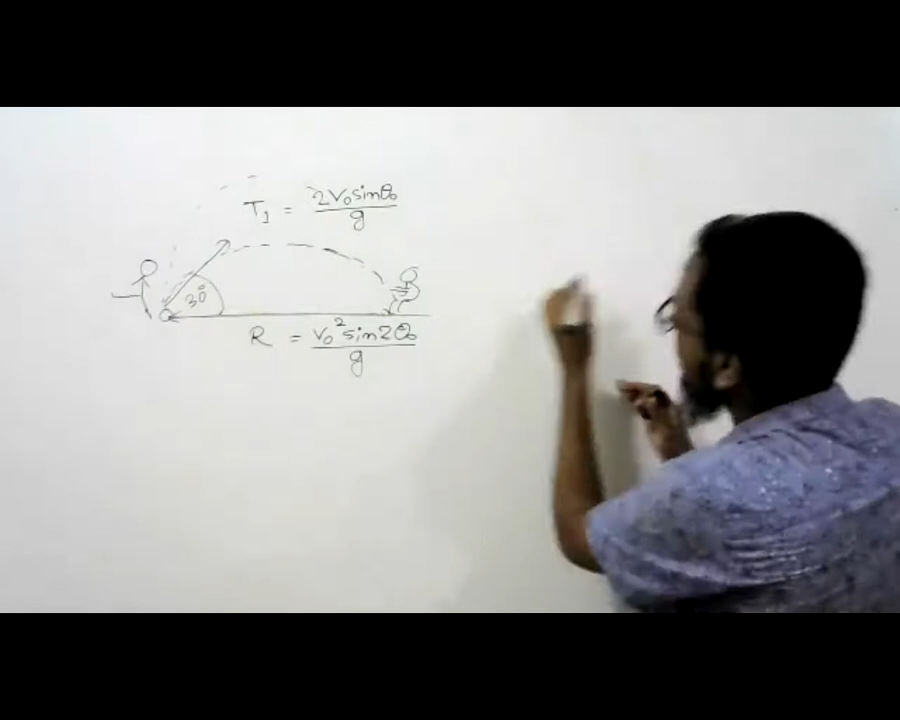 T₁ = 2v₀sinθ₀/g
30°
R = v₀²sin2θ₀/g